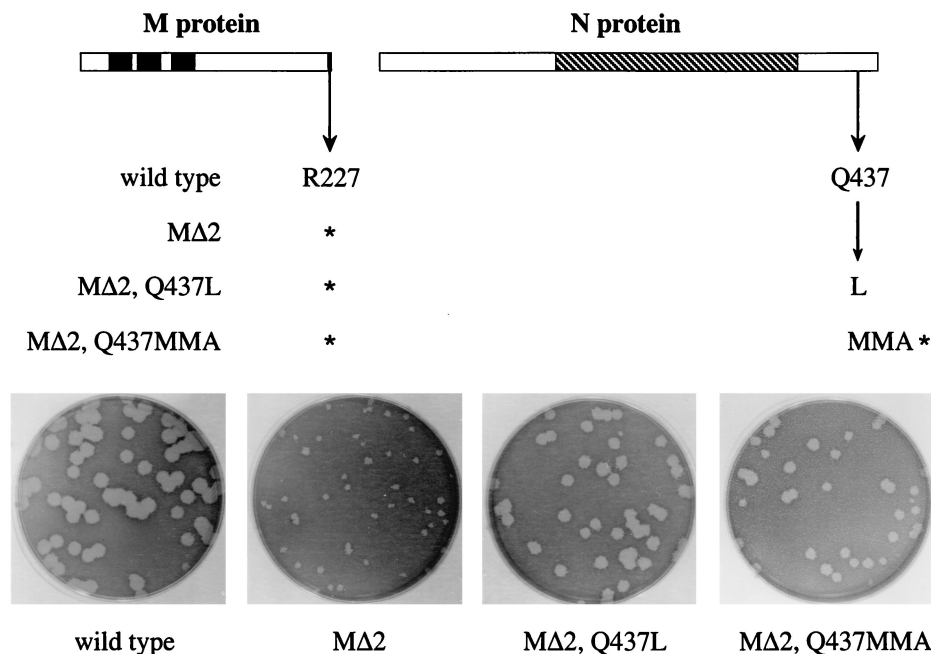 M protein N protein
wild type R227 Q437
MΔ2 *
MΔ2, Q437L * L
MΔ2, Q437MMA * MMA *
wild type MΔ2 MΔ2, Q437L MΔ2, Q437MMA